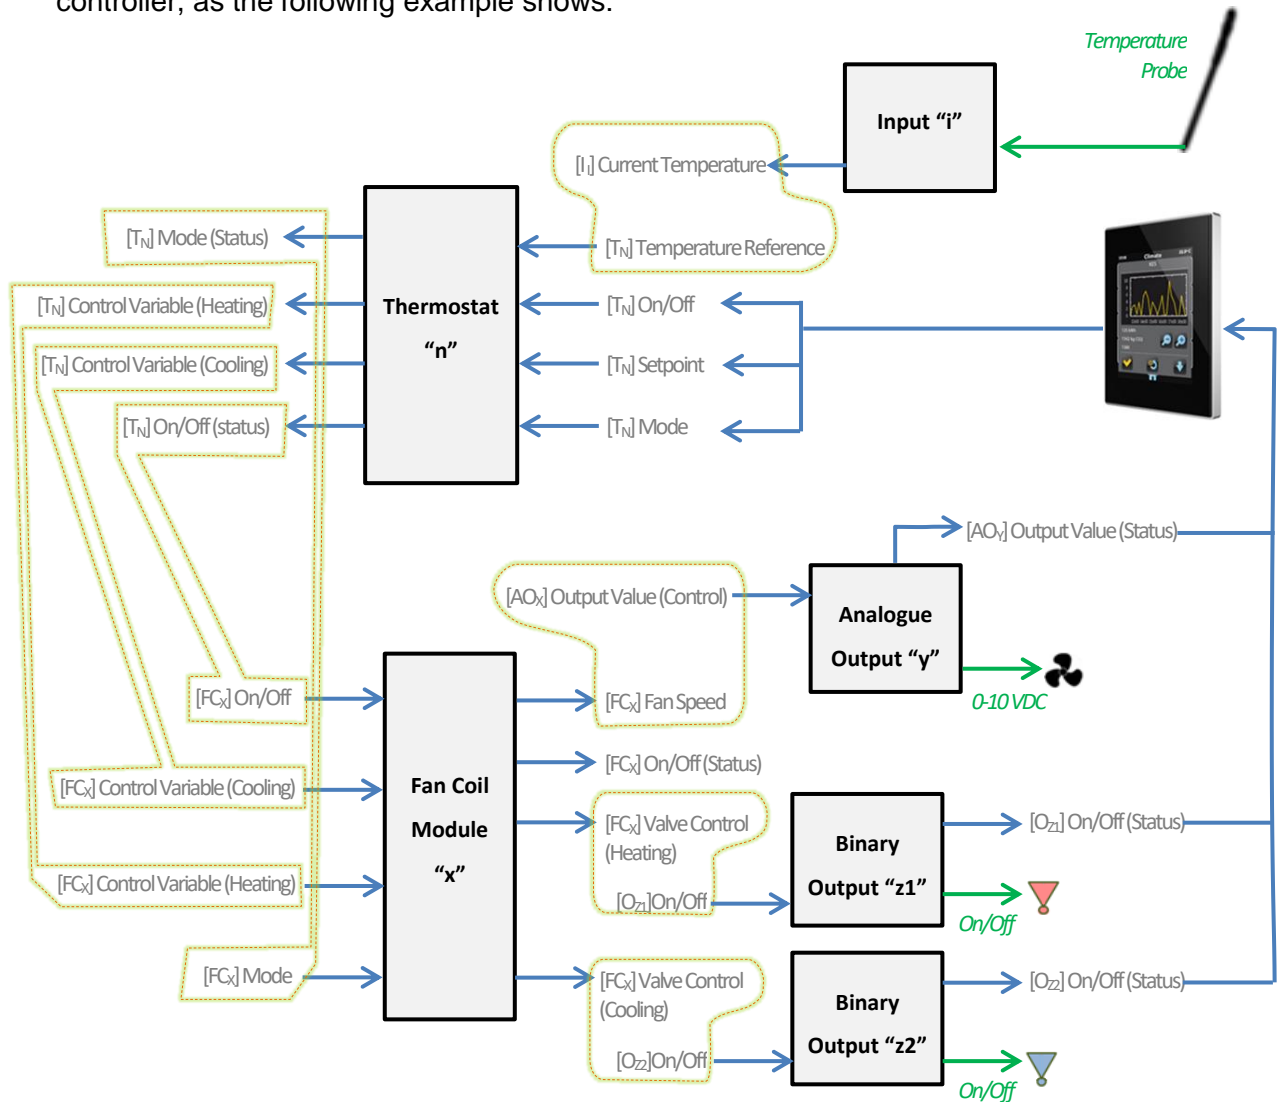 controller, as the following example shows.
Temperature
Probe
Input “i”
[Ii] Current Temperature
[TN] Mode (Status)
[TN] Temperature Reference
[TN] Control Variable (Heating)
Thermostat
“n”
[TN] On/Off
[TN] Control Variable (Cooling)
[TN] Setpoint
[TN] On/Off (status)
[TN] Mode
Climate
[AOY] Output Value (Status)
[AOX] Output Value (Control)
Analogue
Output “y”
0-10 VDC
[FCX] On/Off
[FCX] Fan Speed
[FCX] On/Off (Status)
[FCX] Control Variable (Cooling)
Fan Coil
Module
“x”
[FCX] Valve Control
(Heating)
[OZ1]On/Off
Binary
Output “z1”
[OZ1] On/Off (Status)
On/Off
[FCX] Control Variable (Heating)
[FCX] Mode
[FCX] Valve Control
(Cooling)
[OZ2]On/Off
Binary
Output “z2”
[OZ2] On/Off (Status)
On/Off